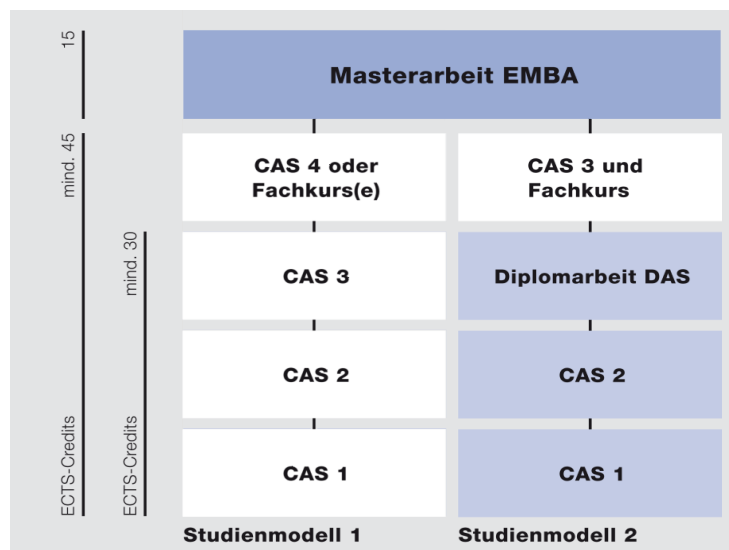 15
Masterarbeit EMBA
mind. 45
CAS 4 oder
Fachkurs(e)
CAS 3 und
Fachkurs
mind. 30
CAS 3
Diplomarbeit DAS
CAS 2
CAS 2
ECTS-Credits
ECTS-Credits
CAS 1
CAS 1
Studienmodell 1
Studienmodell 2